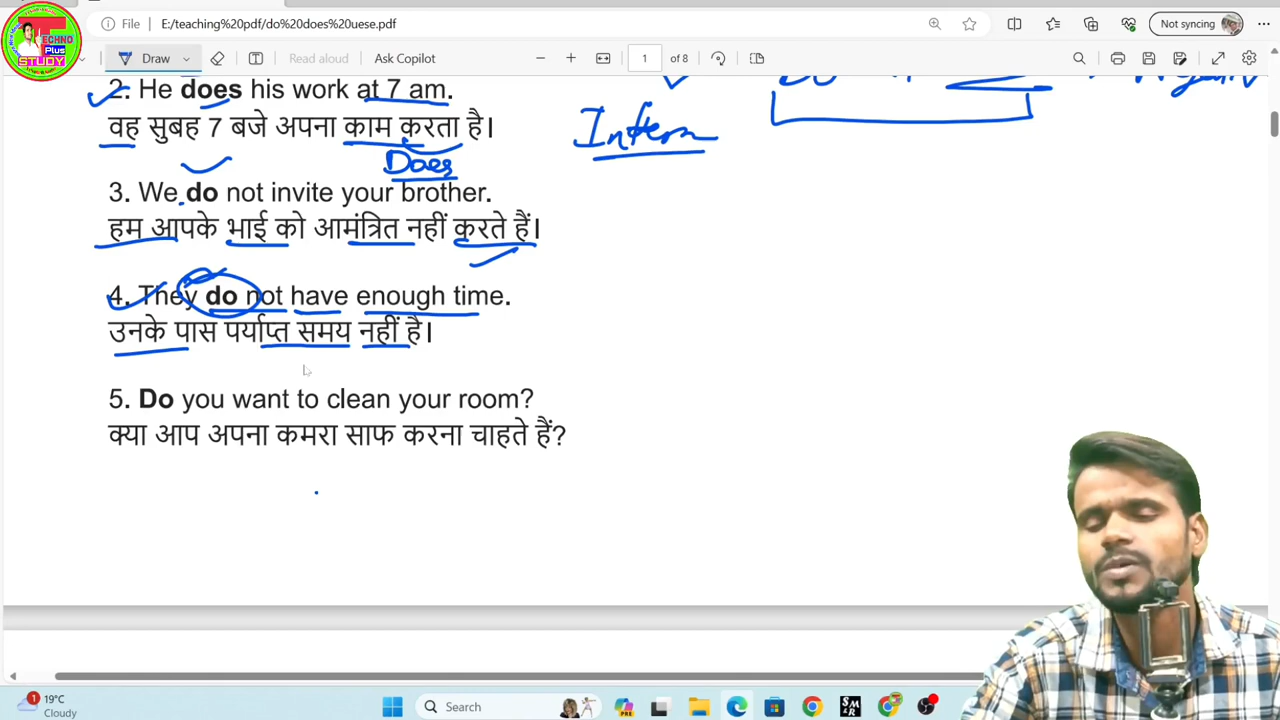 TECHNO
Plus
STUDY
File E:/teaching%20pdf/do%20does%20uese.pdf Not syncing
Draw Read aloud Ask Copilot 1 of 8
2. He does his work at 7 am.
वह सुबह 7 बजे अपना काम करता है।
Does
3. We do not invite your brother.
हम आपके भाई को आमंत्रित नहीं करते हैं।
4. They do not have enough time.
उनके पास पर्याप्त समय नहीं है।
5. Do you want to clean your room?
क्या आप अपना कमरा साफ करना चाहते हैं?
1
19°C
Cloudy
Search
PRE